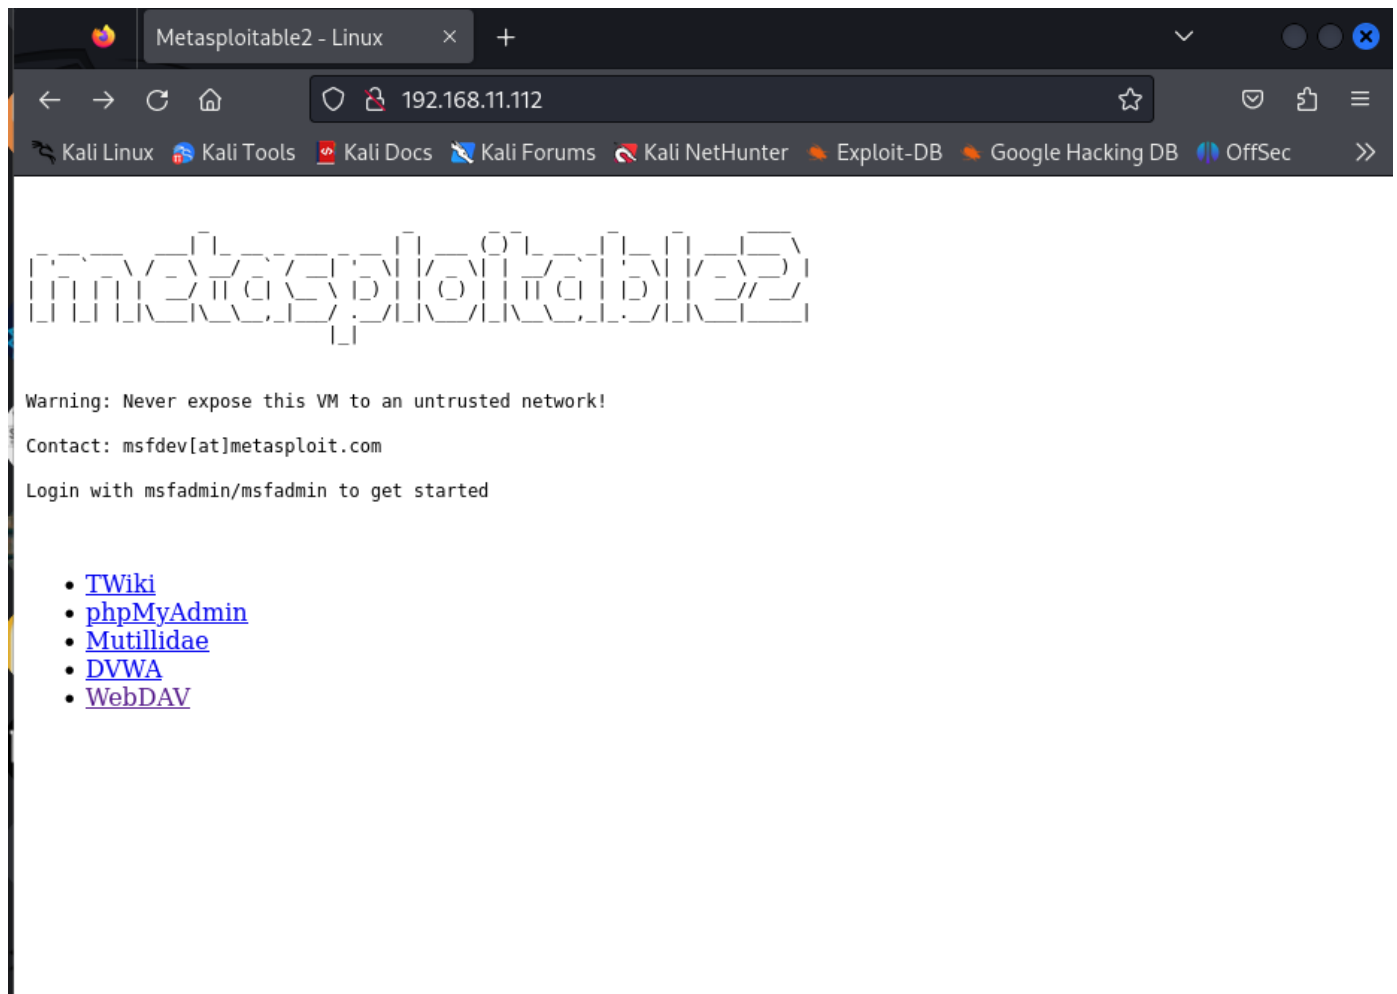 Metasploitable2 - Linux
192.168.11.112
Kali Linux Kali Tools Kali Docs Kali Forums Kali NetHunter Exploit-DB Google Hacking DB OffSec
metasploitable2
Warning: Never expose this VM to an untrusted network!
Contact: msfdev[at]metasploit.com
Login with msfadmin/msfadmin to get started
TWiki
phpMyAdmin
Mutillidae
DVWA
WebDAV